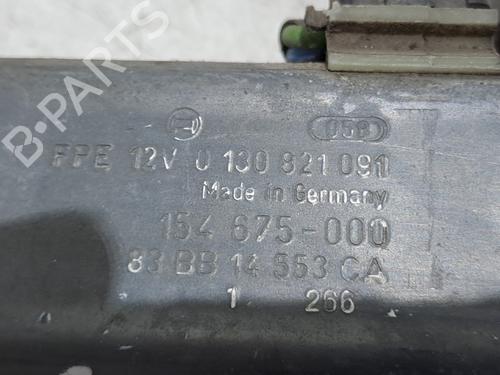 058
FPE 12V 0 130 821 091
Made in Germany
154 675-000
83 BB 14 553 CA
1 266